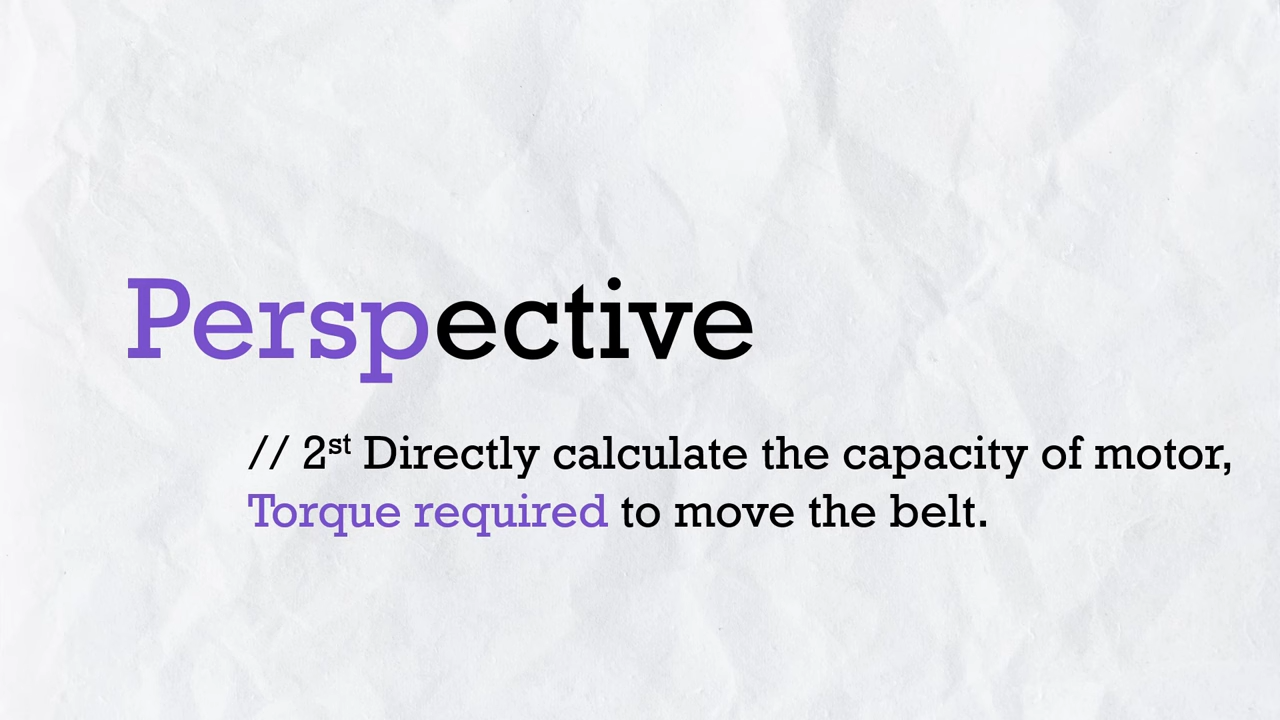 Perspective
// 2st Directly calculate the capacity of motor,
Torque required to move the belt.